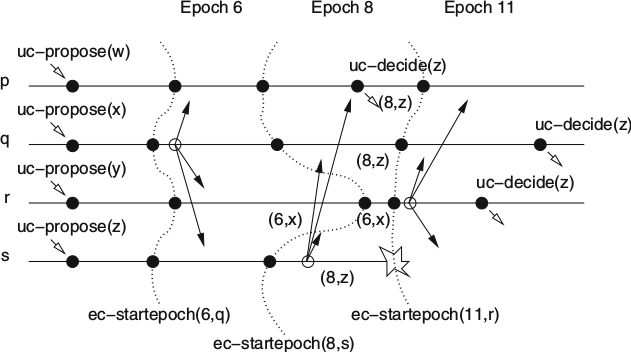 Epoch 6 Epoch 8 Epoch 11
uc–propose(w)
uc–decide(z)
p
(8,z)
uc–propose(x)
uc–decide(z)
q
(8,z)
uc–propose(y)
uc–decide(z)
r
(6,x) (6,x)
uc–propose(z)
s
(8,z)
ec–startepoch(6,q) ec–startepoch(11,r)
ec–startepoch(8,s)